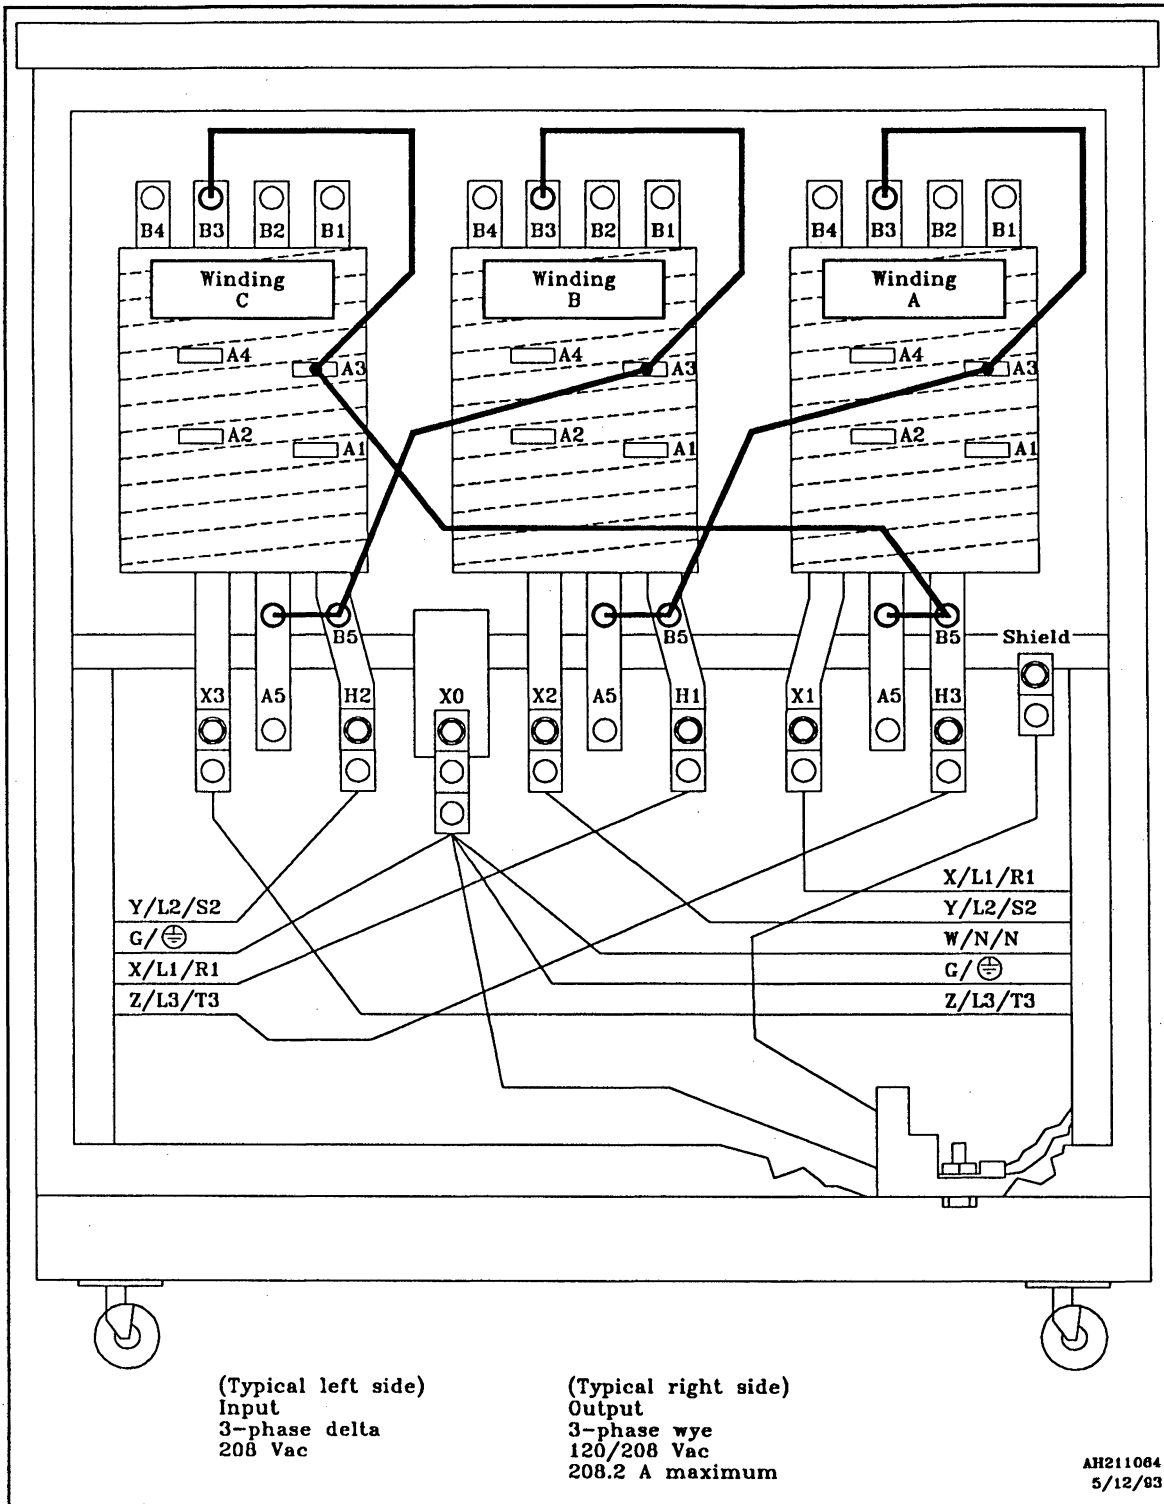 B4 B3 B2 B1 B4 B3 B2 B1 B4 B3 B2 B1
Winding
C
Winding
B
Winding
A
A4 A3 A4 A3 A4 A3
A2 A1 A2 A1 A2 A1
B5 B5 B5 Shield
X3 A5 H2 X0 X2 A5 H1 X1 A5 H3
X/L1/R1
Y/L2/S2 Y/L2/S2
G/ W/N/N
X/L1/R1 G/
Z/L3/T3 Z/L3/T3
(Typical left side)
Input
3-phase delta
208 Vac
(Typical right side)
Output
3-phase wye
120/208 Vac
208.2 A maximum
AH211064
5/12/93